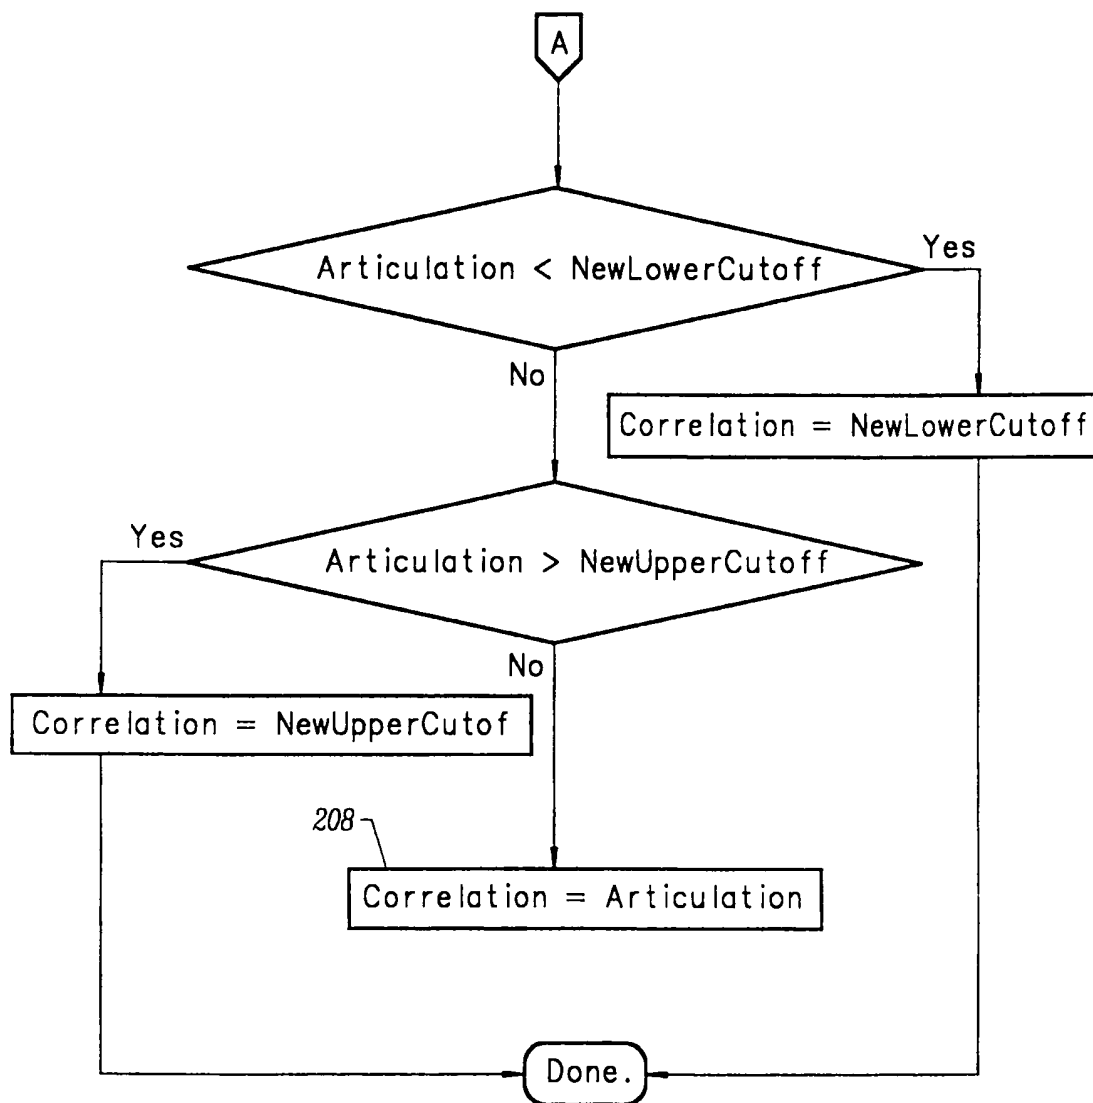 A
Articulation < NewLowerCutoff
Yes
No
Correlation = NewLowerCutoff
Yes
Articulation > NewUpperCutoff
No
Correlation = NewUpperCutof
208
Correlation = Articulation
Done.